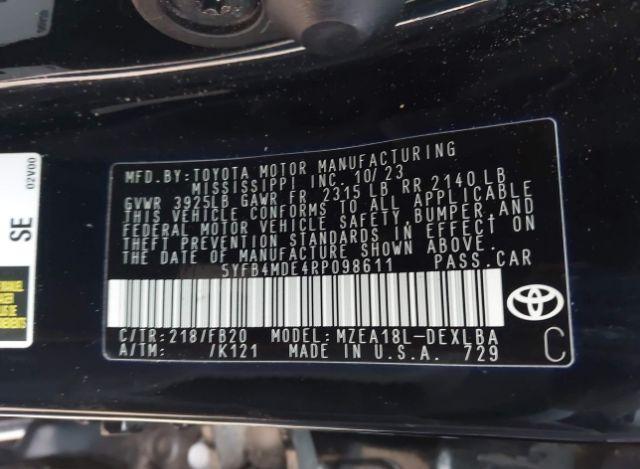 MFD.BY: TOYOTA MOTOR MANUFACTURING
MISSISSIPPI INC. 10/23
GVWR 3925LB GAWR FR 2315 LB RR 2140 LB
THIS VEHICLE CONFORMS TO ALL APPLICABLE
FEDERAL MOTOR VEHICLE SAFETY, BUMPER, AND
THEFT PREVENTION STANDARDS IN EFFECT ON
THE DATE OF MANUFACTURE SHOWN ABOVE.
5YFB4MDE4RP098611 PASS.CAR
C/TR: 218/FB20 MODEL: MZEA18L-DEXLBA
A/TM: /K121 MADE IN U.S.A. 729
C
SE
02V00